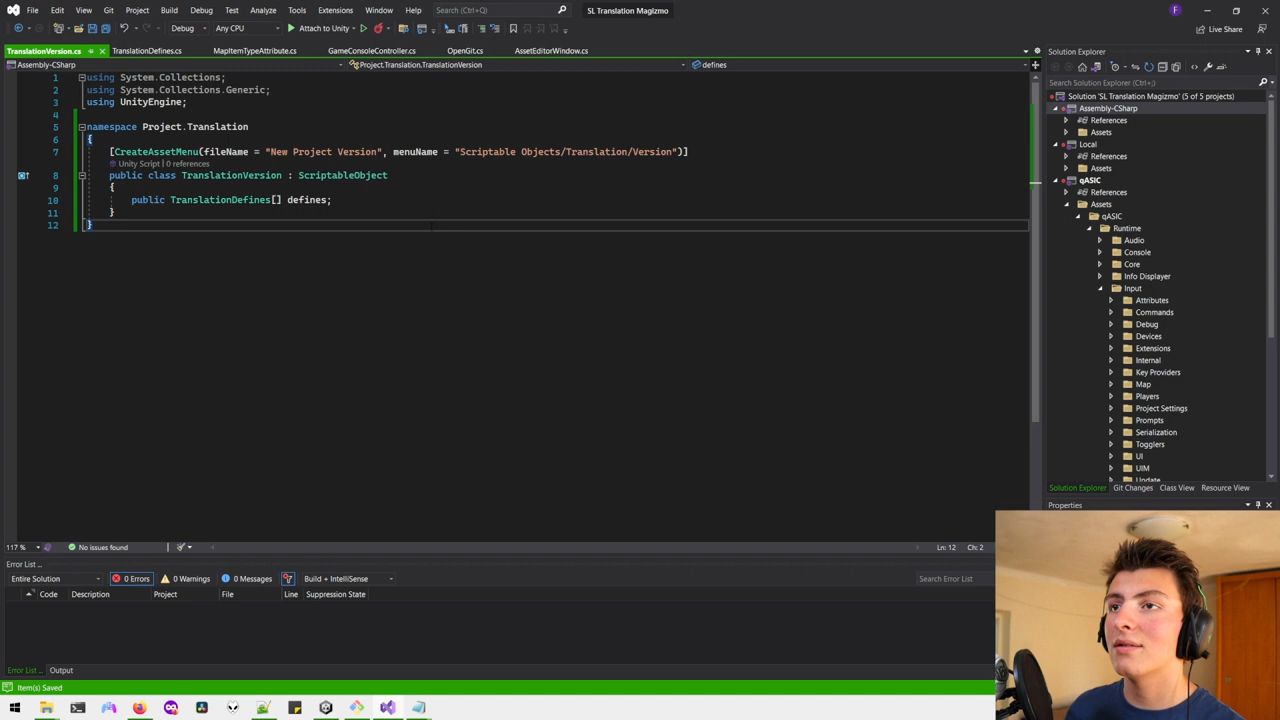 File Edit View Git Project Build Debug Test Analyze Tools Extensions Window Help Search (Ctrl+Q) SL Translation Magizmo F
Debug Any CPU Attach to Unity Live Share
TranslationVersion.cs TranslationDefines.cs MapItemTypeAttribute.cs GameConsoleController.cs OpenGit.cs AssetEditorWindow.cs
Assembly-CSharp Project.Translation.TranslationVersion defines
1 using System.Collections;
2 using System.Collections.Generic;
3 using UnityEngine;
4
5 namespace Project.Translation
6 {
7 [CreateAssetMenu(fileName = "New Project Version", menuName = "Scriptable Objects/Translation/Version")]
Unity Script | 0 references
8 public class TranslationVersion : ScriptableObject
9 {
10 public TranslationDefines[] defines;
11 }
12 }
117 % No issues found Ln: 12 Ch: 2
Error List ...
Entire Solution 0 Errors 0 Warnings 0 Messages Build + IntelliSense Search Error List
Code Description Project File Line Suppression State
Error List ... Output
Item(s) Saved
Solution Explorer
Search Solution Explorer (Ctrl+;)
Solution 'SL Translation Magizmo' (5 of 5 projects)
Assembly-CSharp
References
Assets
Local
References
Assets
qASIC
References
Assets
qASIC
Runtime
Audio
Console
Core
Info Displayer
Input
Attributes
Commands
Debug
Devices
Extensions
Internal
Key Providers
Map
Players
Project Settings
Prompts
Serialization
Togglers
UI
UIM
Update
Solution Explorer Git Changes Class View Resource View
Properties